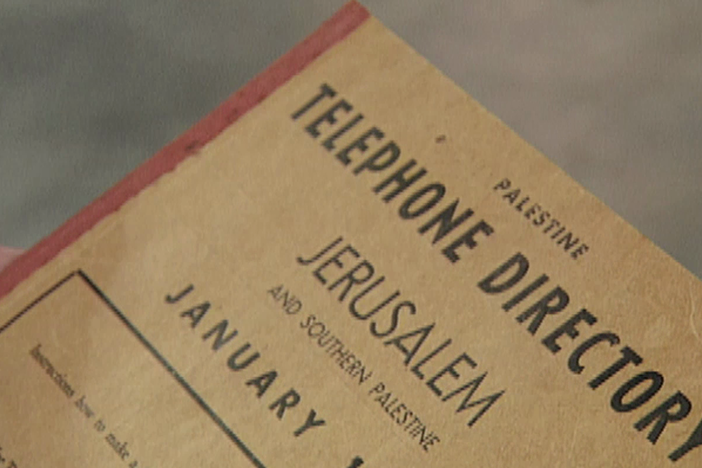 PALESTINE
TELEPHONE DIRECTORY
JERUSALEM
AND SOUTHERN PALESTINE
JANUARY
Instructions how to make a